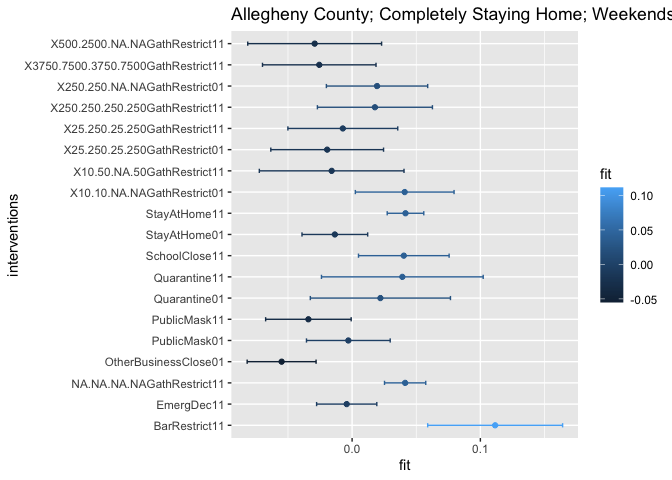 Allegheny County; Completely Staying Home; Weekends
interventions
X500.2500.NA.NAGathRestrict11
X3750.7500.3750.7500GathRestrict11
X250.250.NA.NAGathRestrict01
X250.250.250.250GathRestrict11
X25.250.25.250GathRestrict11
X25.250.25.250GathRestrict01
X10.50.NA.50GathRestrict11
X10.10.NA.NAGathRestrict01
StayAtHome11
StayAtHome01
SchoolClose11
Quarantine11
Quarantine01
PublicMask11
PublicMask01
OtherBusinessClose01
NA.NA.NA.NAGathRestrict11
EmergDec11
BarRestrict11
0.0 0.1
fit
fit
0.10
0.05
0.00
-0.05